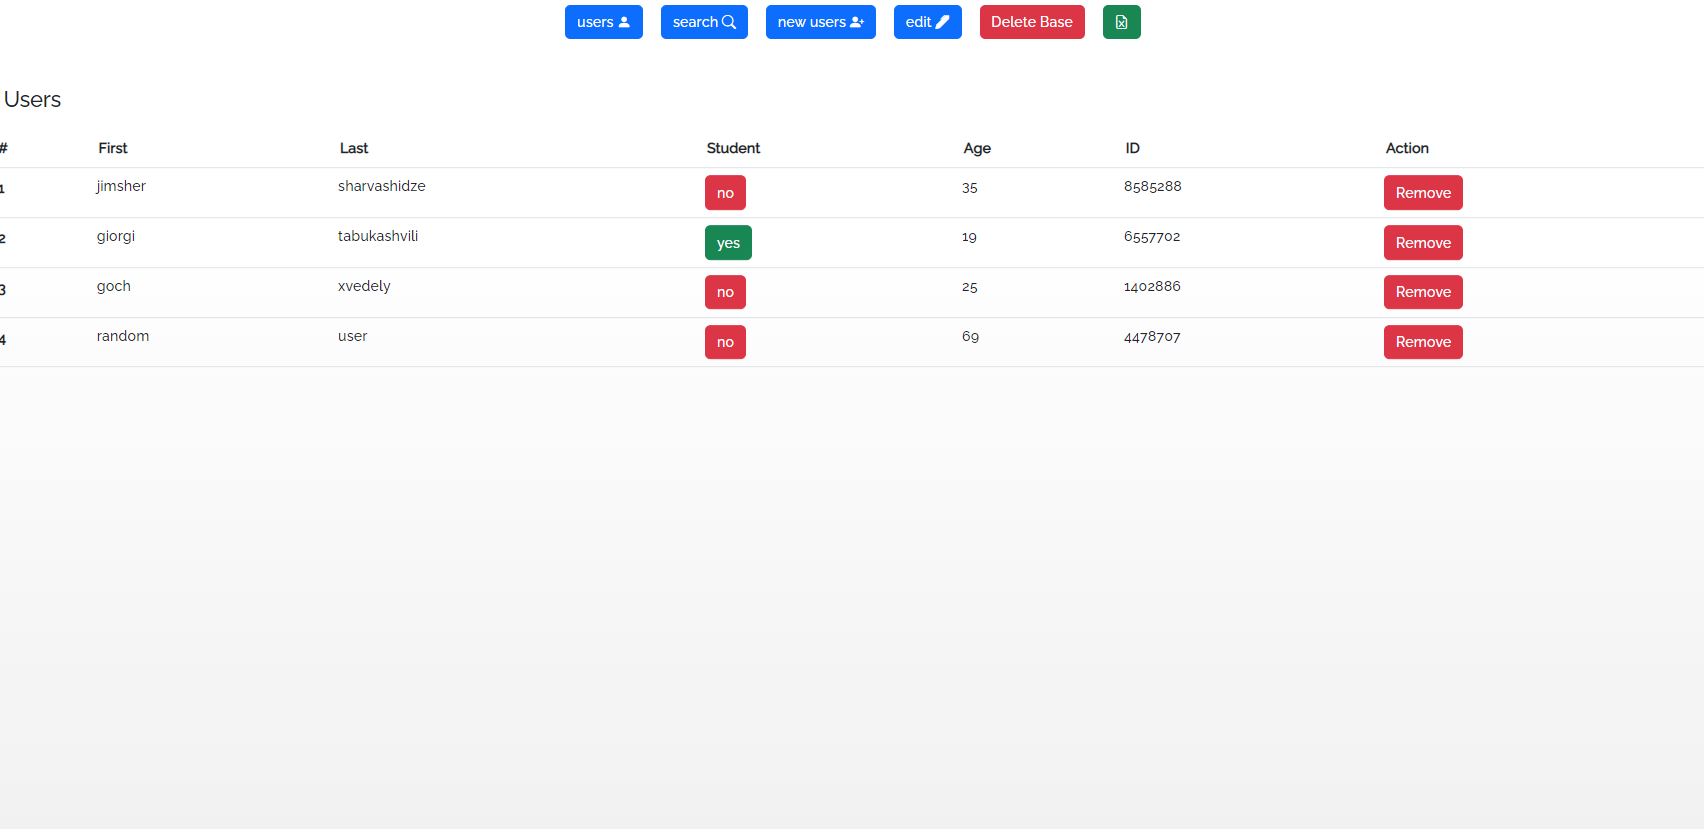 users search new users edit Delete Base
Users
# First Last Student Age ID Action
1 jimsher sharvashidze no 35 8585288 Remove
2 giorgi tabukashvili yes 19 6557702 Remove
3 goch xvedely no 25 1402886 Remove
4 random user no 69 4478707 Remove